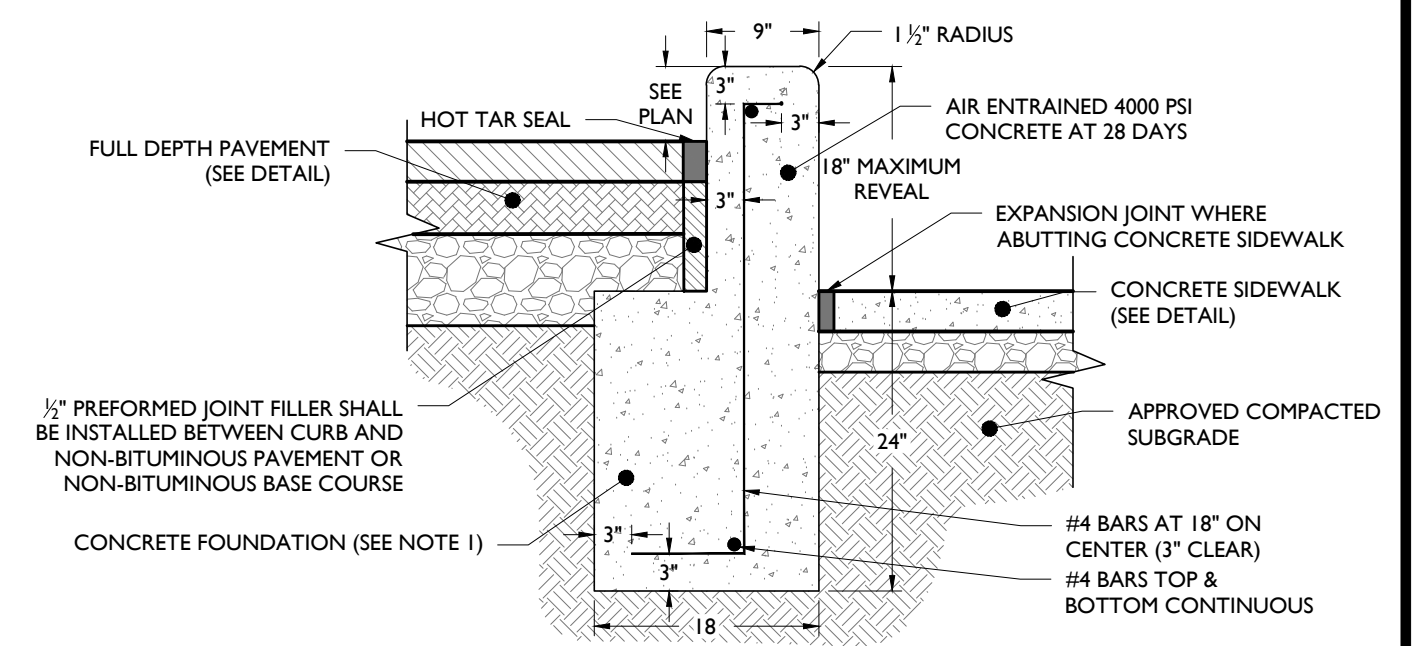 9"
1 ½" RADIUS
3"
SEE
PLAN
HOT TAR SEAL
AIR ENTRAINED 4000 PSI
CONCRETE AT 28 DAYS
3"
FULL DEPTH PAVEMENT
(SEE DETAIL)
18" MAXIMUM
REVEAL
3"
EXPANSION JOINT WHERE
ABUTTING CONCRETE SIDEWALK
CONCRETE SIDEWALK
(SEE DETAIL)
½" PREFORMED JOINT FILLER SHALL
BE INSTALLED BETWEEN CURB AND
NON-BITUMINOUS PAVEMENT OR
NON-BITUMINOUS BASE COURSE
APPROVED COMPACTED
SUBGRADE
24"
CONCRETE FOUNDATION (SEE NOTE 1)
3"
#4 BARS AT 18" ON
CENTER (3" CLEAR)
3"
#4 BARS TOP &
BOTTOM CONTINUOUS
18